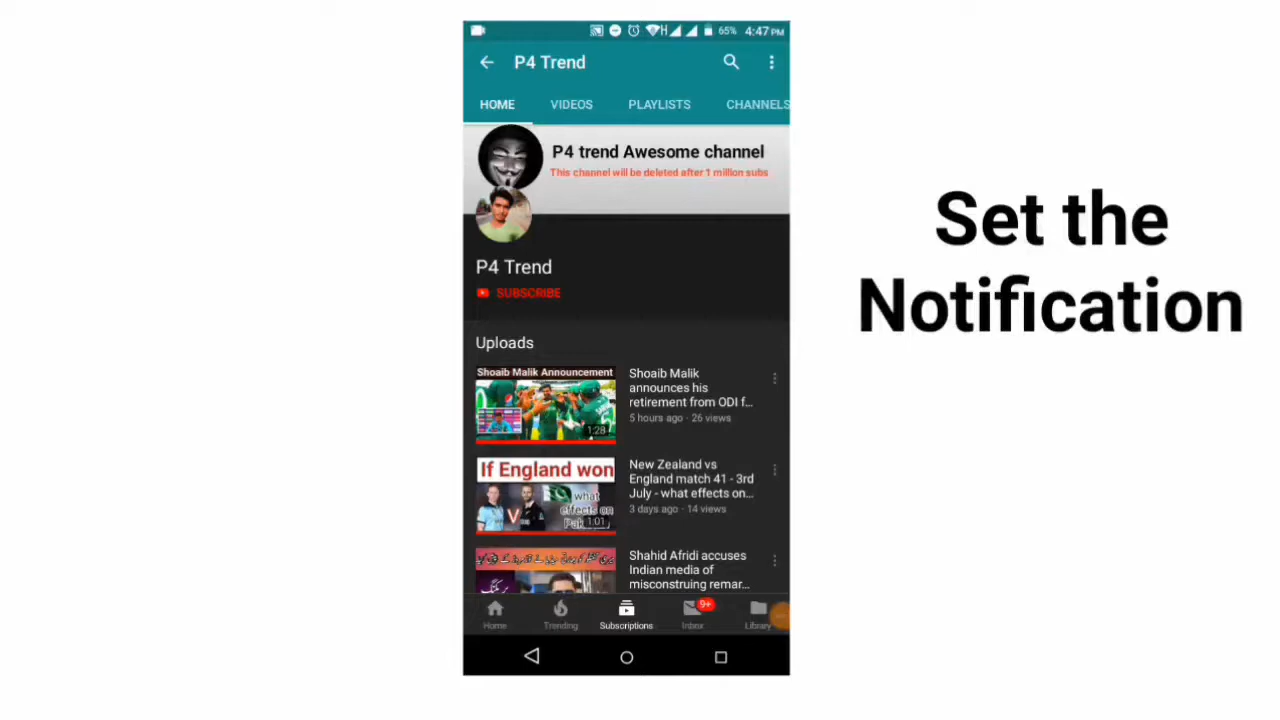 65% 4:47 PM
P4 Trend
HOME VIDEOS PLAYLISTS CHANNELS
P4 trend Awesome channel
This channel will be deleted after 1 million subs
P4 Trend
SUBSCRIBE
Uploads
Shoaib Malik Announcement
1:28
Shoaib Malik
announces his
retirement from ODI f...
5 hours ago · 26 views
If England won
what
effects on
V
1:01
New Zealand vs
England match 41 - 3rd
July - what effects on...
3 days ago · 14 views
Shahid Afridi accuses
Indian media of
misconstruing remar...
Home Trending Subscriptions Inbox 9+ Library
Set the
Notification